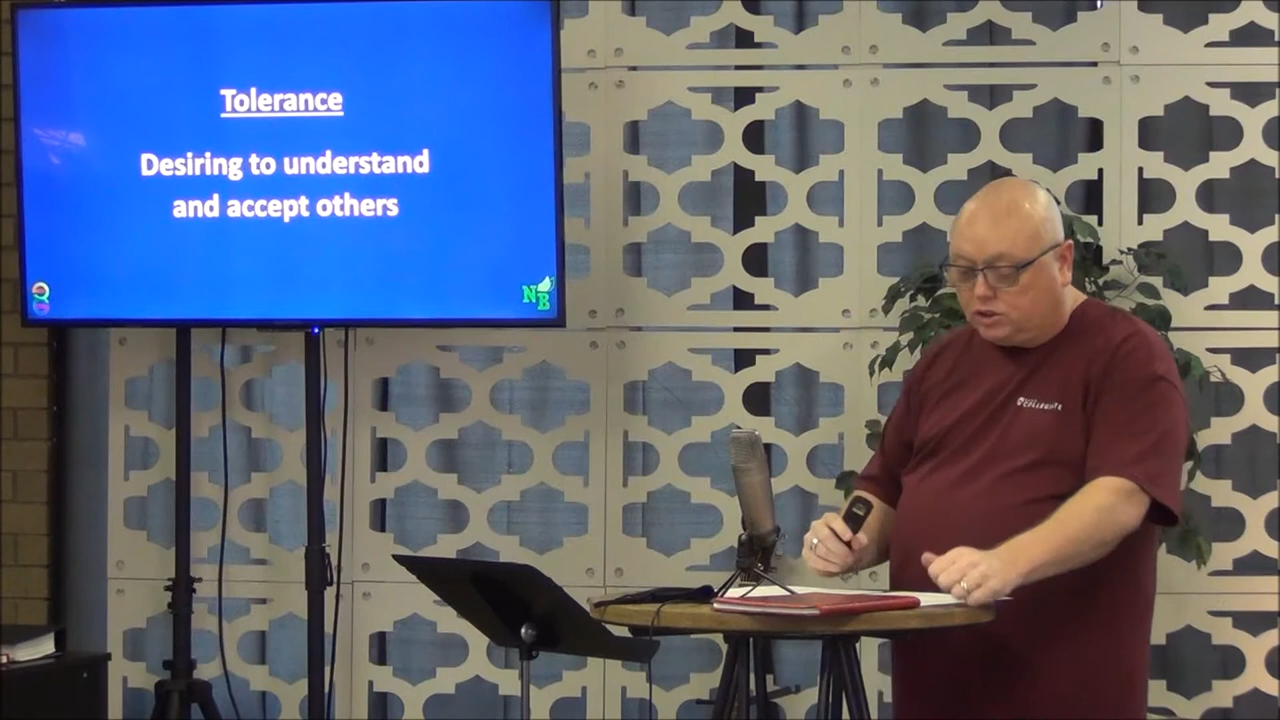 Tolerance
Desiring to understand
and accept others
NB